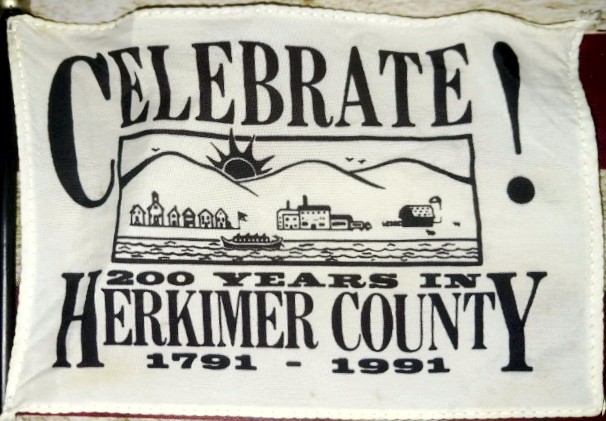 CELEBRATE!
200 YEARS IN
HERKIMER COUNTY
1791 - 1991